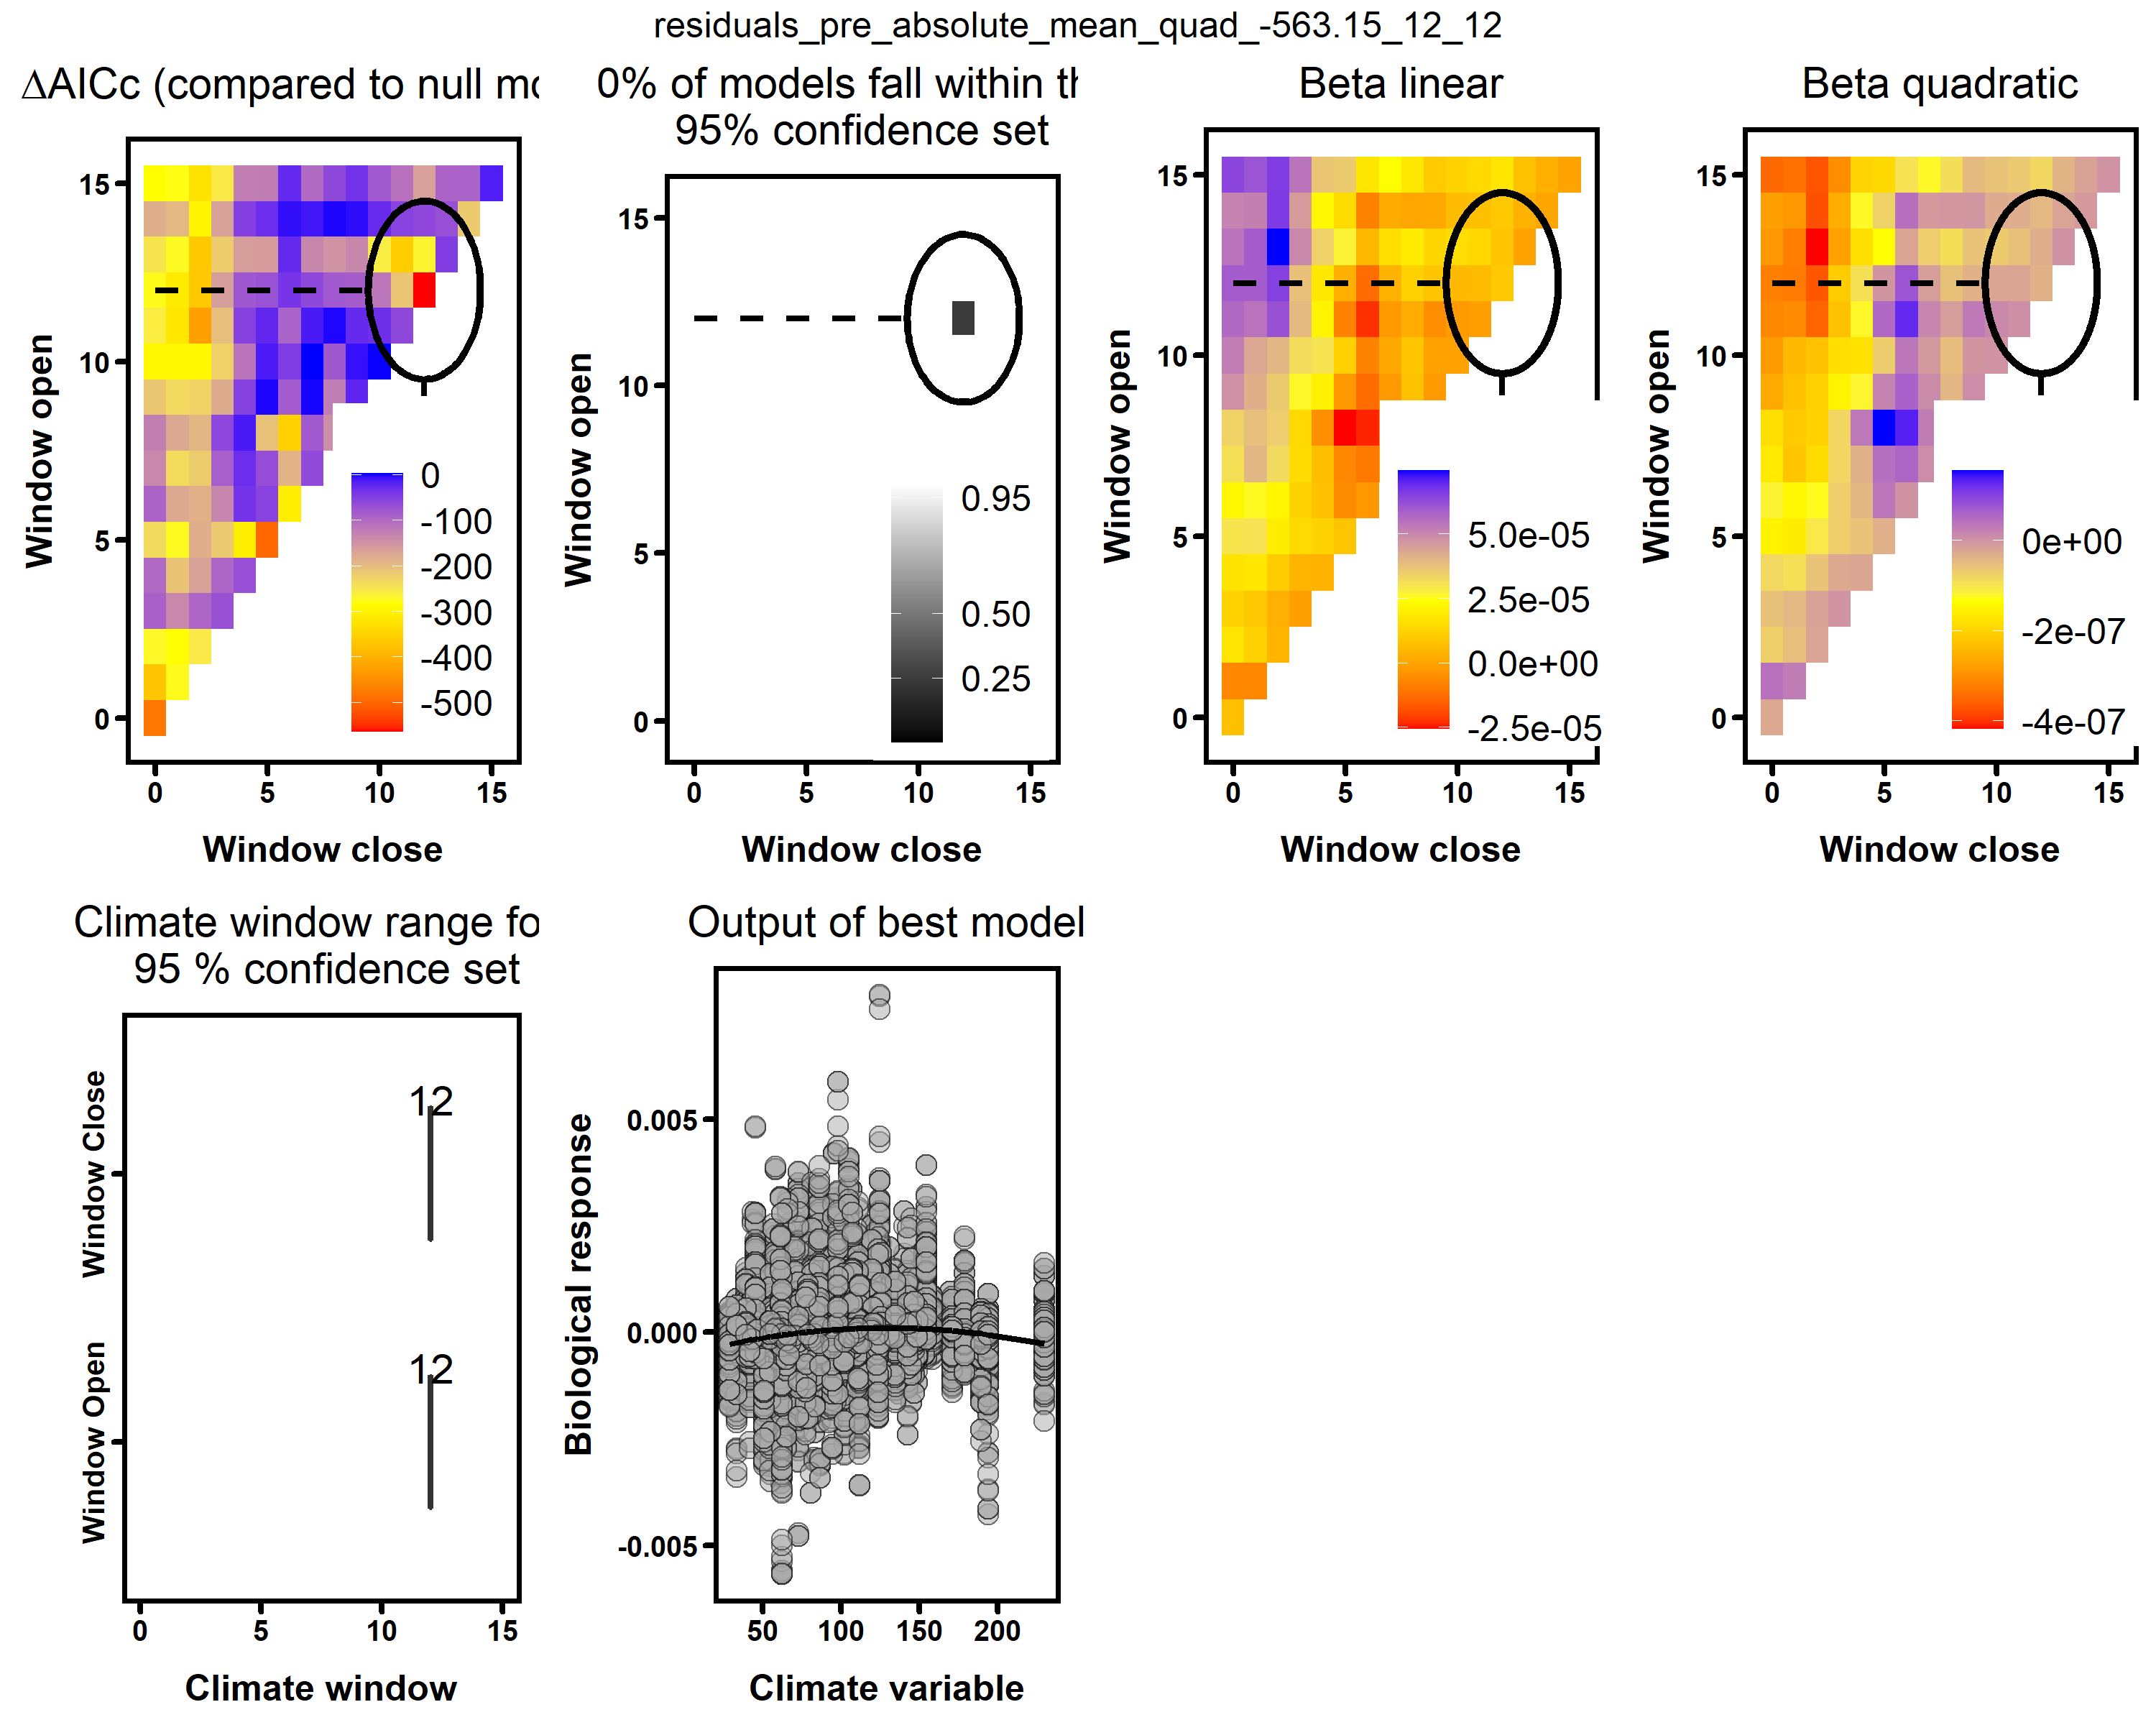 residuals_pre_absolute_mean_quad_-563.15_12_12
ΔAICc (compared to null mo
0% of models fall within th
95% confidence set
Beta linear
Beta quadratic
Window open
15
10
5
0
0
-100
-200
-300
-400
-500
0
5
10
15
Window close
Window open
15
10
5
0
0.95
0.50
0.25
0
5
10
15
Window close
Window open
15
10
5
0
5.0e-05
2.5e-05
0.0e+00
-2.5e-05
0
5
10
15
Window close
Window open
15
10
5
0
0e+00
-2e-07
-4e-07
0
5
10
15
Window close
Climate window range fo
95 % confidence set
Window Close
Window Open
12
12
0
5
10
15
Climate window
Output of best model
Biological response
0.005
0.000
-0.005
50
100
150
200
Climate variable